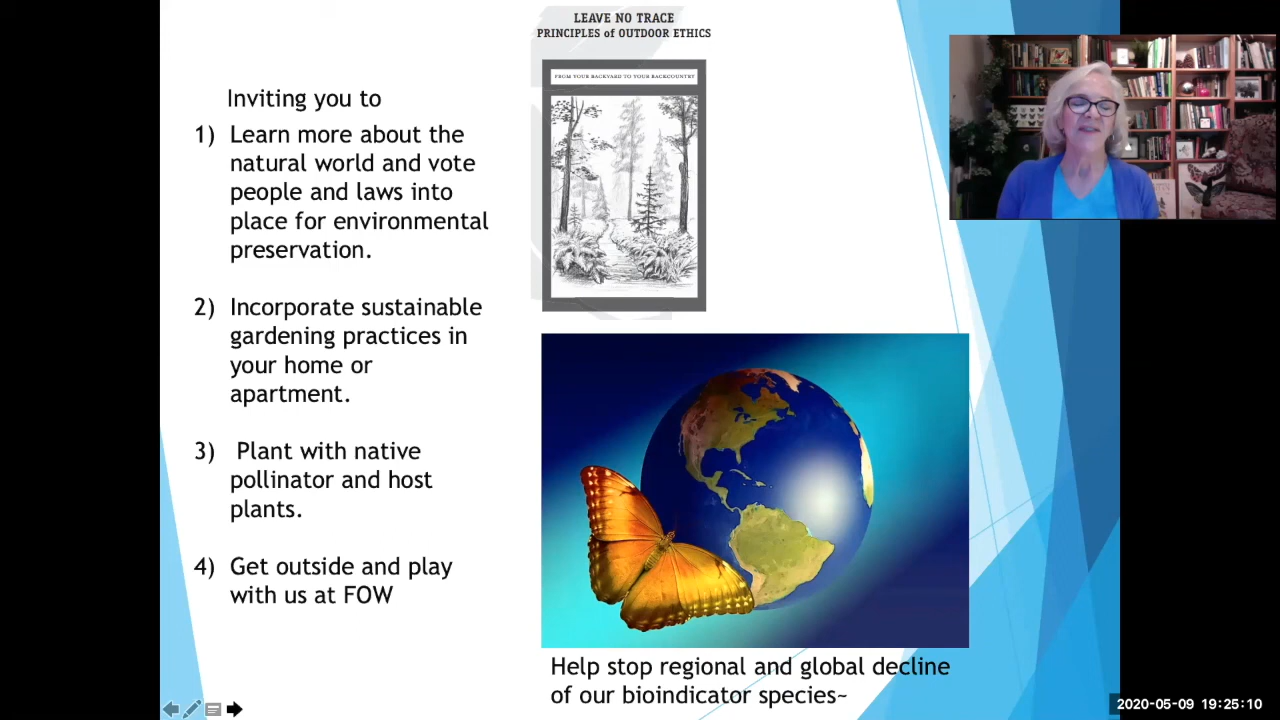 LEAVE NO TRACE
PRINCIPLES of OUTDOOR ETHICS
FROM YOUR BACKYARD TO YOUR BACKCOUNTRY
Inviting you to
1) Learn more about the
natural world and vote
people and laws into
place for environmental
preservation.
2) Incorporate sustainable
gardening practices in
your home or
apartment.
3) Plant with native
pollinator and host
plants.
4) Get outside and play
with us at FOW
Help stop regional and global decline
of our bioindicator species~
2020-05-09 19:25:10